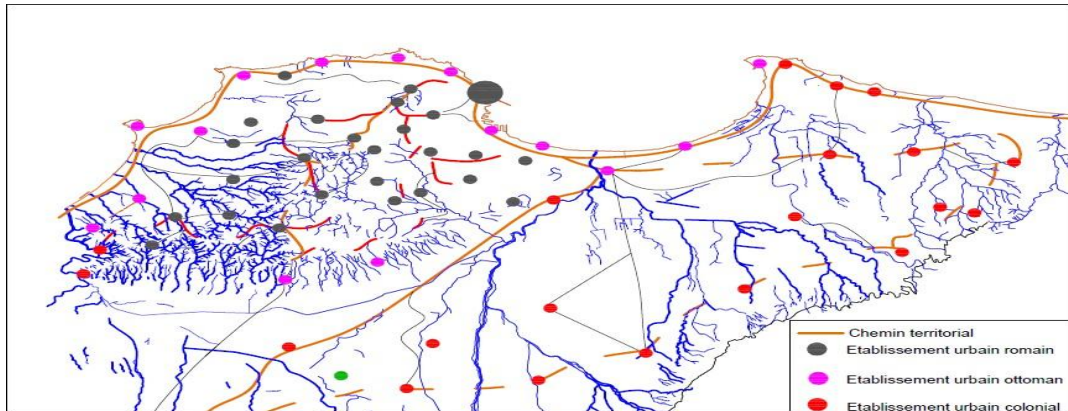 Chemin territorial
Etablissement urbain romain
Etablissement urbain ottoman
Etablissement urbain colonial